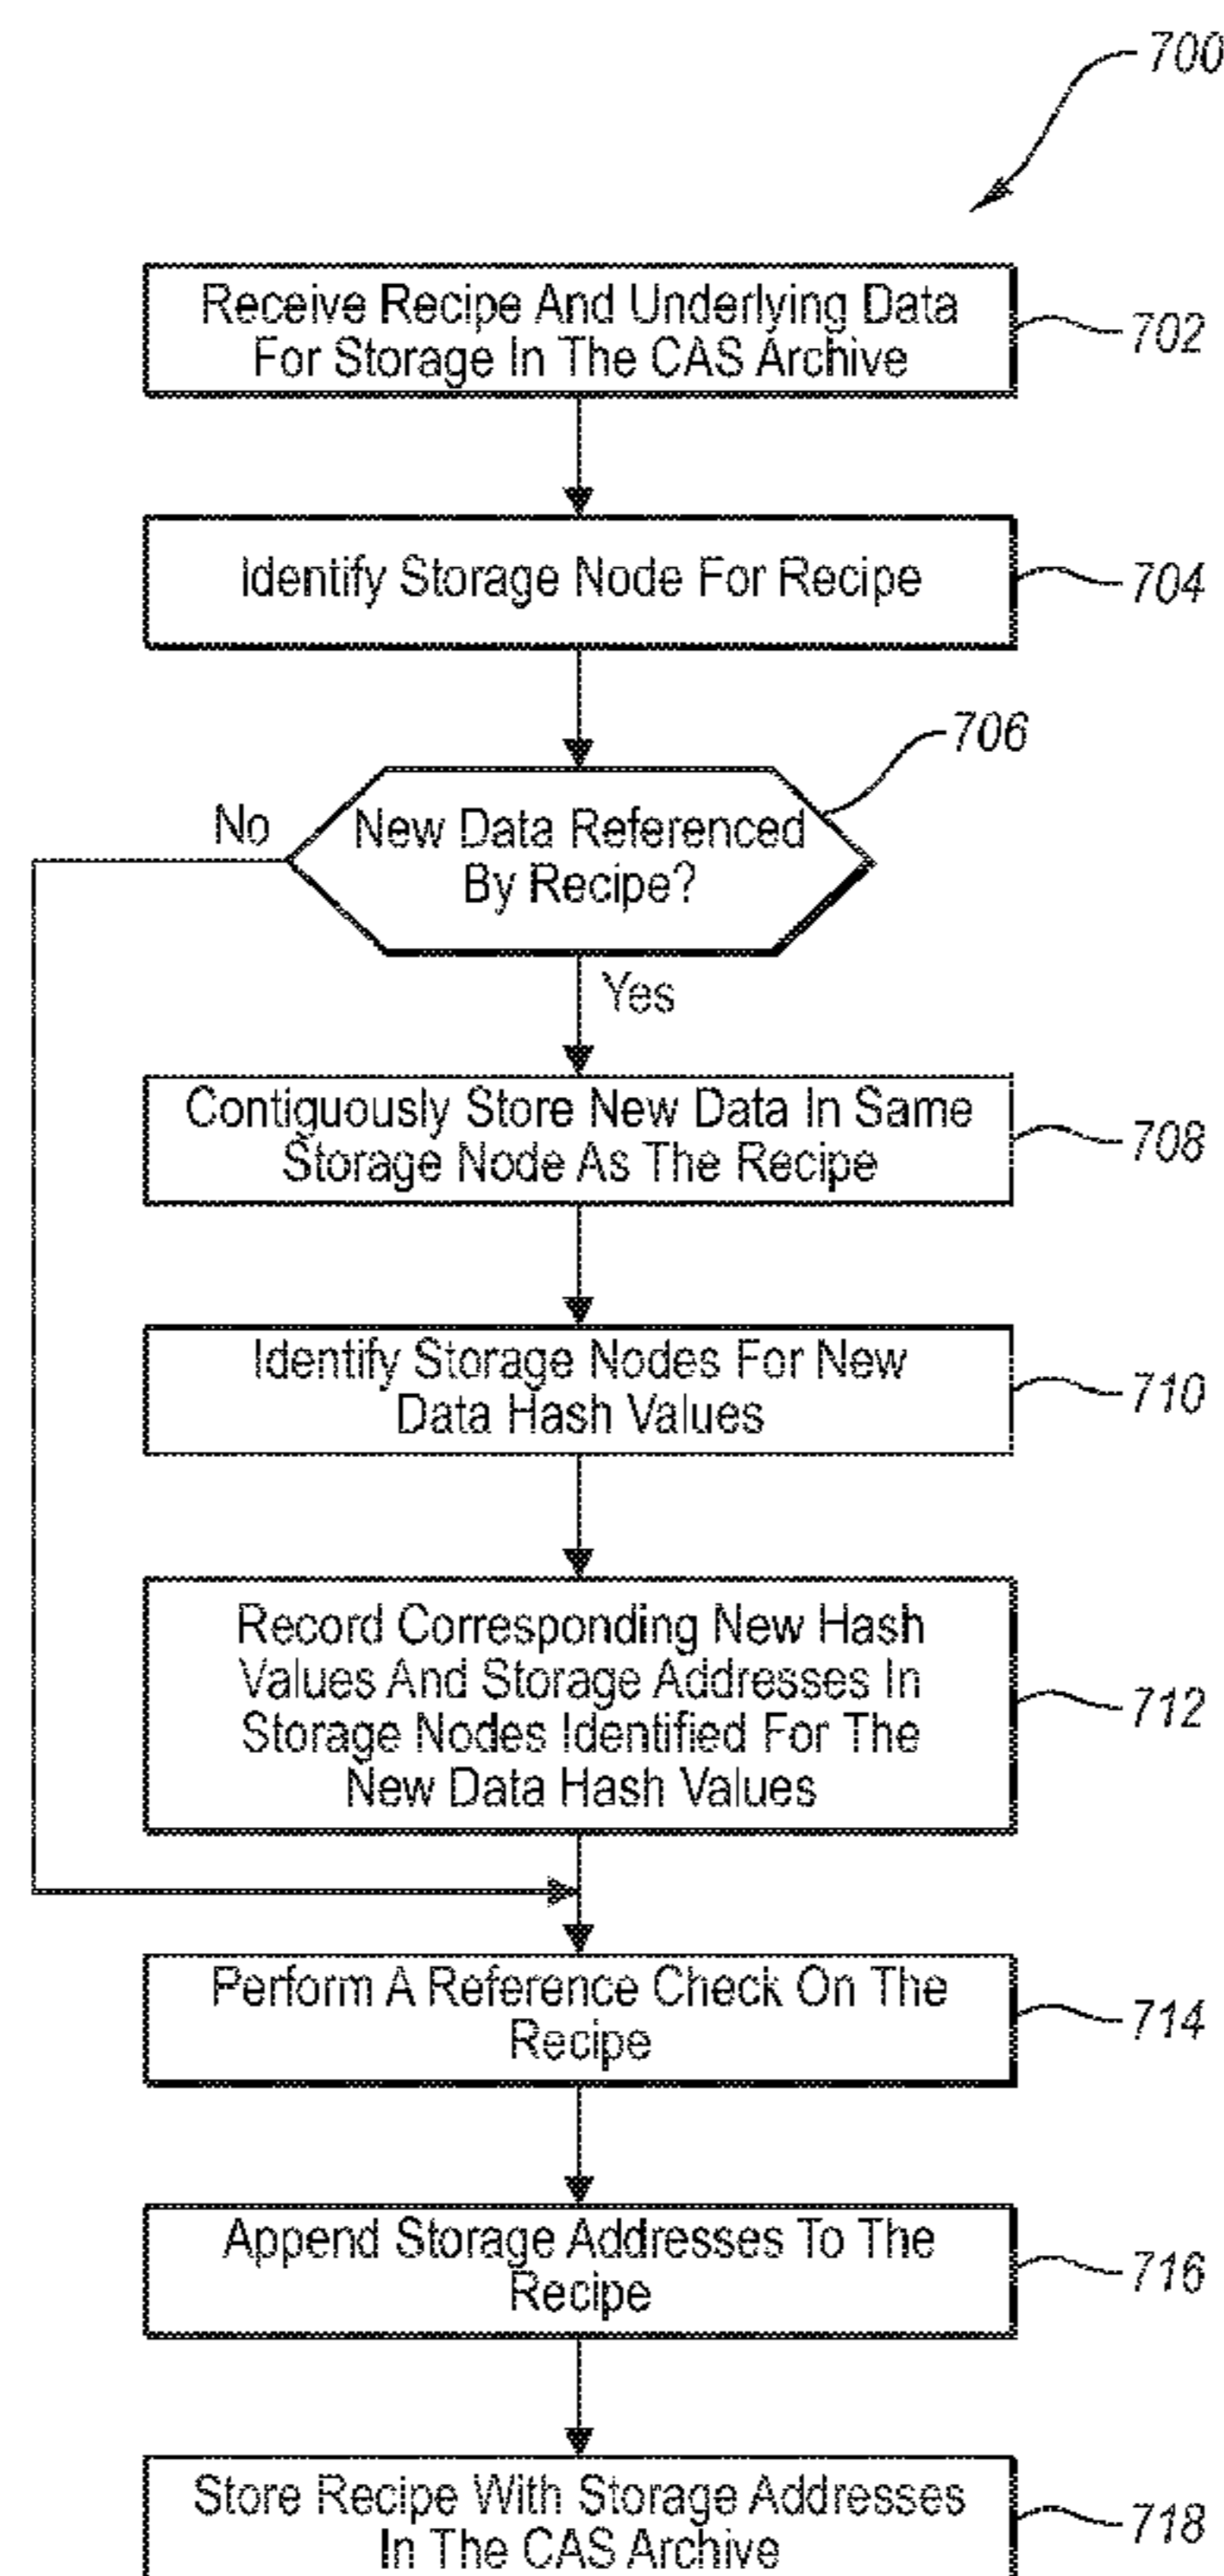 700
Receive Recipe And Underlying Data
For Storage In The CAS Archive
702
Identify Storage Node For Recipe
704
706
No
New Data Referenced
By Recipe?
Yes
Contiguously Store New Data In Same
Storage Node As The Recipe
708
Identify Storage Nodes For New
Data Hash Values
710
Record Corresponding New Hash
Values And Storage Addresses In
Storage Nodes Identified For The
New Data Hash Values
712
Perform A Reference Check On The
Recipe
714
Append Storage Addresses To The
Recipe
716
Store Recipe With Storage Addresses
In The CAS Archive
718